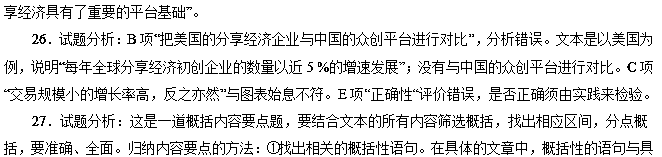 享经济具有了重要的平台基础”。
26．试题分析：B 项“把美国的分享经济企业与中国的众创平台进行对比”，分析错误。文本是以美国为
例，说明“每年全球分享经济初创企业的数量以近 5 %的增速发展”；没有与中国的众创平台进行对比。C 项
“交易规模小的增长率高，反之亦然”与图表始息不符。E 项“正确性“评价错误，是否正确须由实践来检验。
27．试题分析：这是一道概括内容要点题，要结合文本的所有内容筛选概括，找出相应区间，分点概
括，要准确、全面。归纳内容要点的方法：①找出相关的概括性语句。在具体的文章中，概括性的语句与具